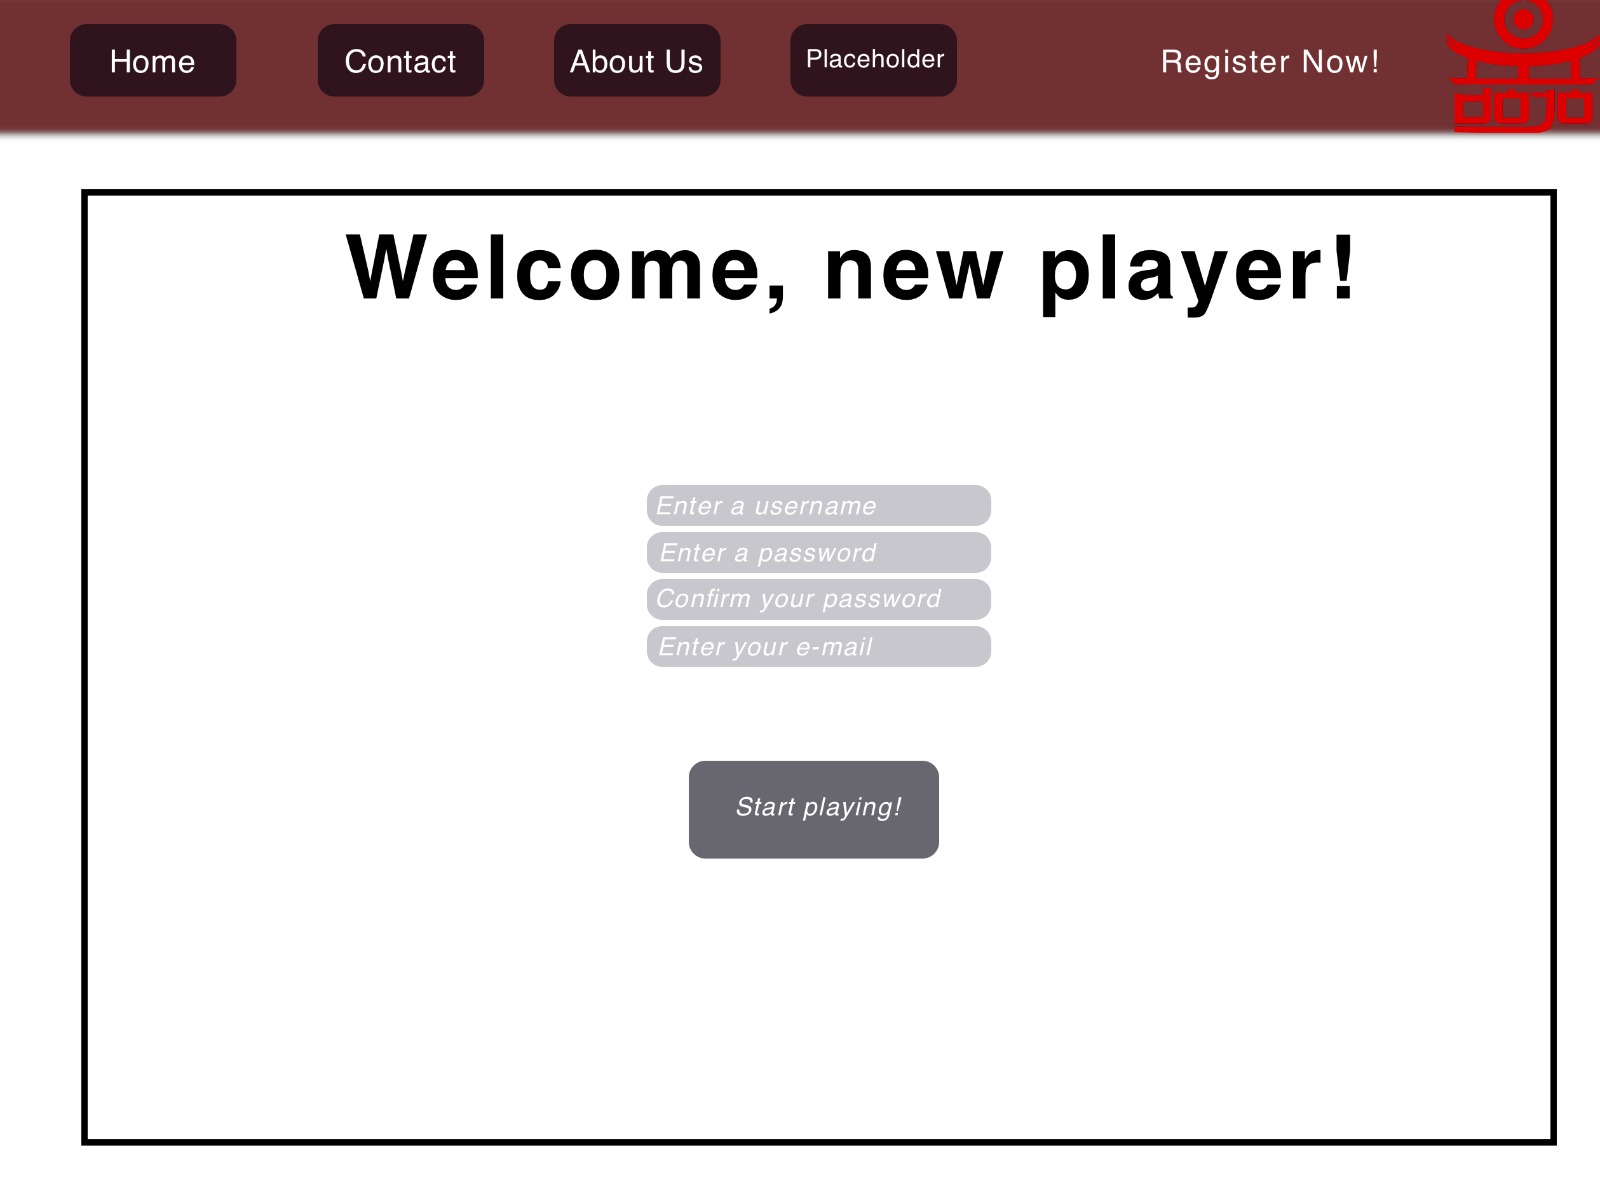 Home
Contact
About Us
Placeholder
Register Now!
dojo
Welcome, new player!
Enter a username
Enter a password
Confirm your password
Enter your e-mail
Start playing!